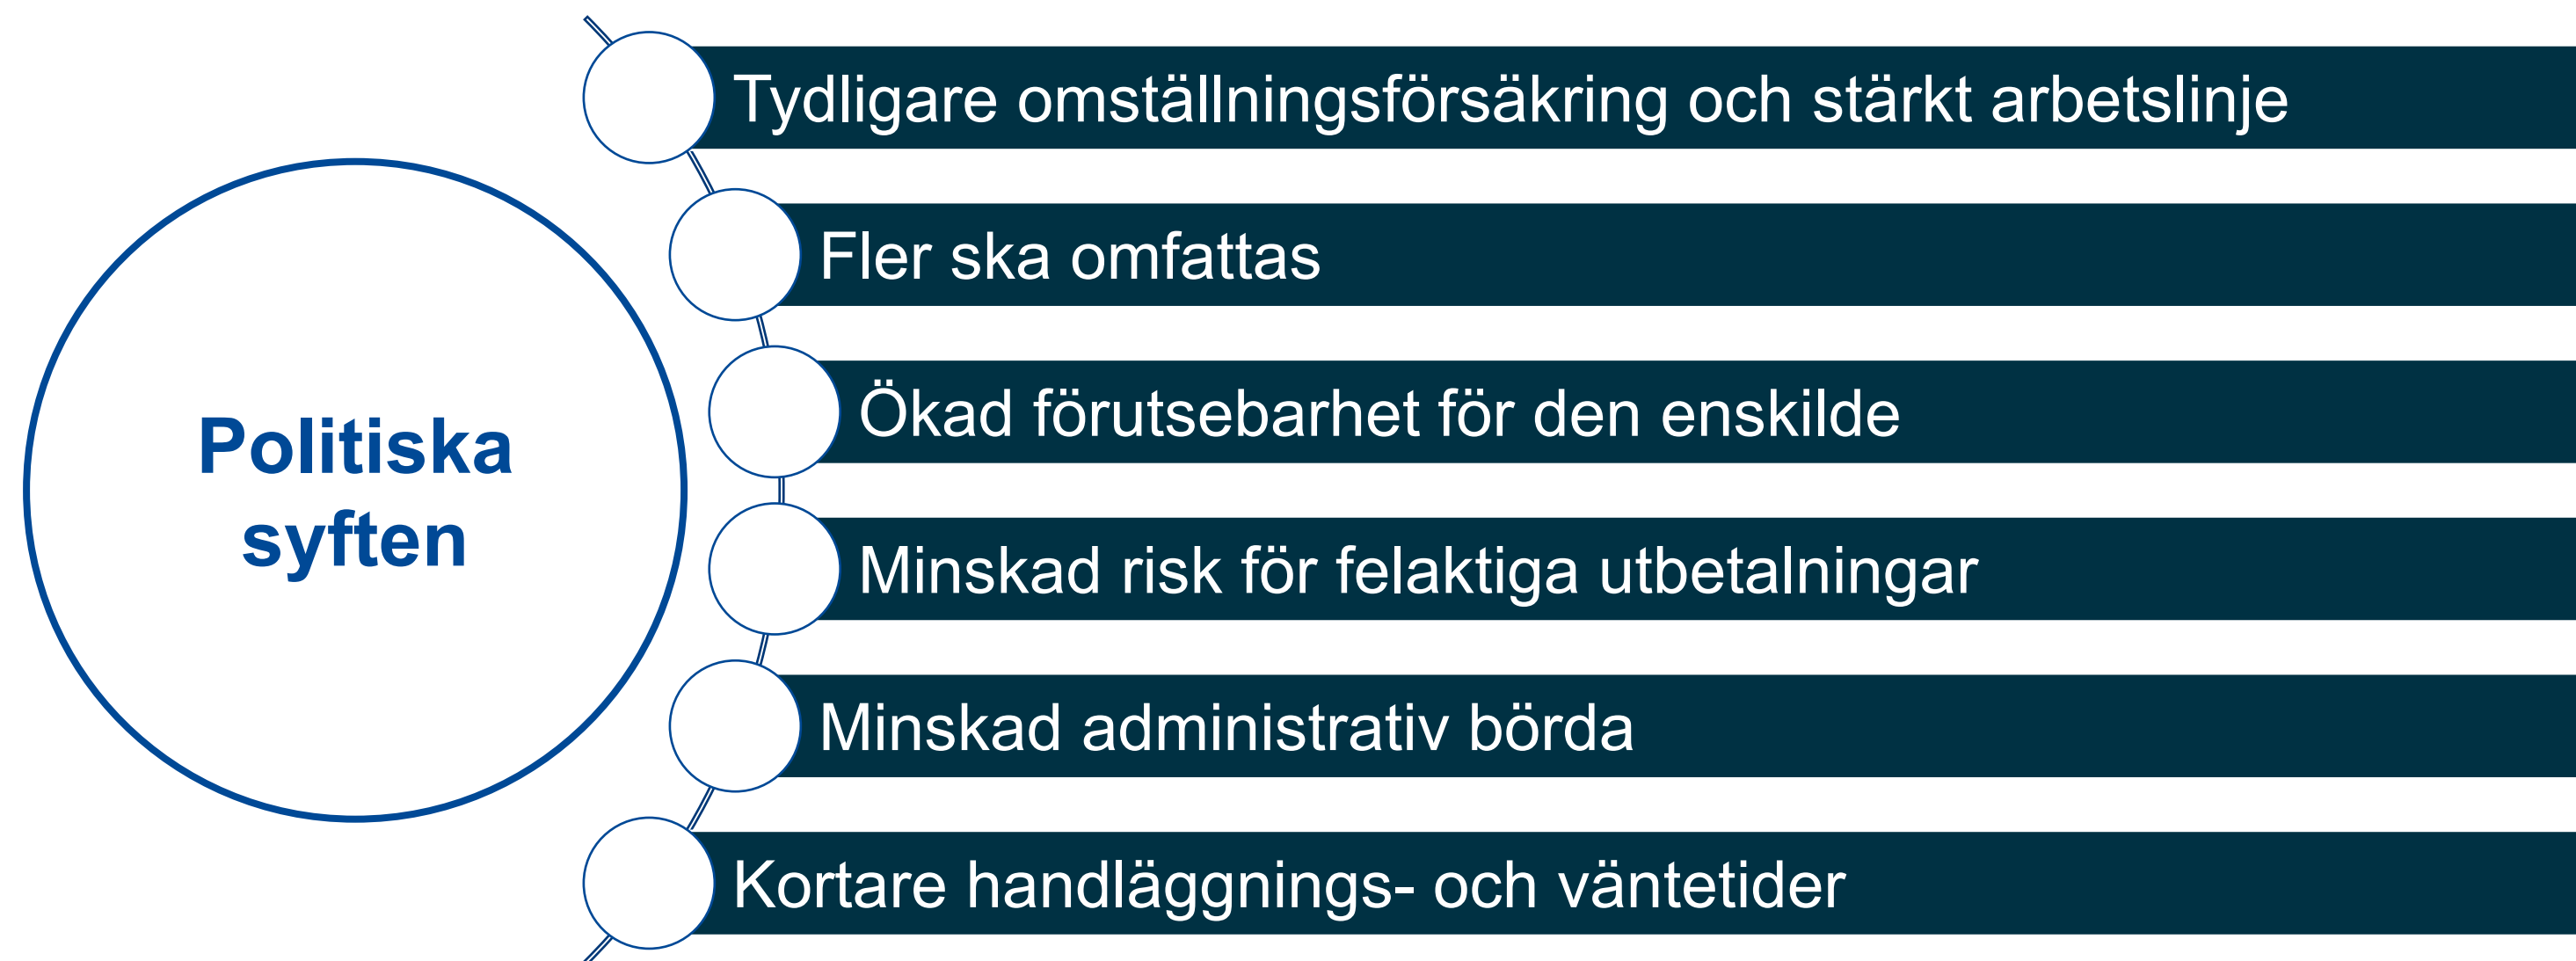 Politiska
syften
Tydligare omställningsförsäkring och stärkt arbetslinje
Fler ska omfattas
Ökad förutsebarhet för den enskilde
Minskad risk för felaktiga utbetalningar
Minskad administrativ börda
Kortare handläggnings- och väntetider